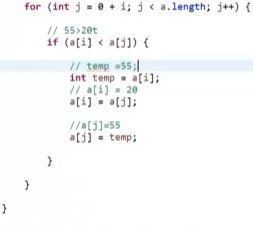 for (int j = 0 + i; j < a.length; j++) {
// 55>20t
if (a[i] < a[j]) {
// temp =55;
int temp = a[i];
// a[i] = 20
a[i] = a[j];
//a[j]=55
a[j] = temp;
}
}
}